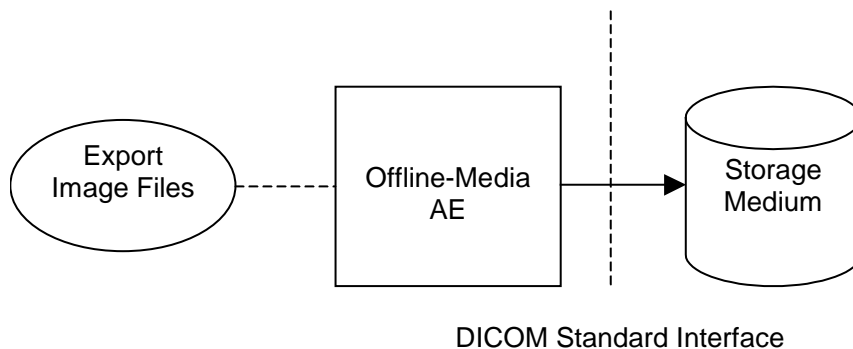 Export
Image Files
Offline-Media
AE
Storage
Medium
DICOM Standard Interface